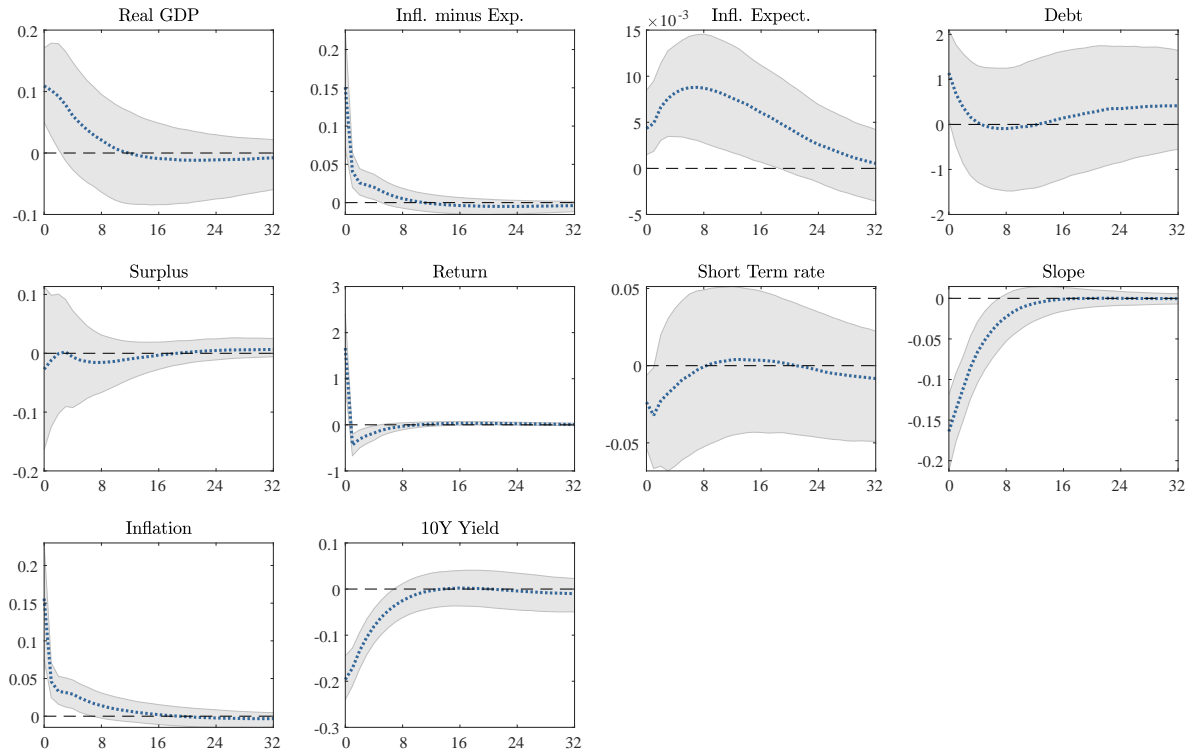 Real GDP
0.2
0.1
0
-0.1
0 8 16 24 32
Infl. minus Exp.
0.2
0.15
0.1
0.05
0
0 8 16 24 32
Infl. Expect.
×10-3
15
10
5
0
-5
0 8 16 24 32
Debt
2
1
0
-1
-2
0 8 16 24 32
Surplus
0.1
0
-0.1
-0.2
0 8 16 24 32
Return
3
2
1
0
-1
0 8 16 24 32
Short Term rate
0.05
0
-0.05
0 8 16 24 32
Slope
0
-0.05
-0.1
-0.15
-0.2
0 8 16 24 32
Inflation
0.2
0.15
0.1
0.05
0
0 8 16 24 32
10Y Yield
0.1
0
-0.1
-0.2
-0.3
0 8 16 24 32